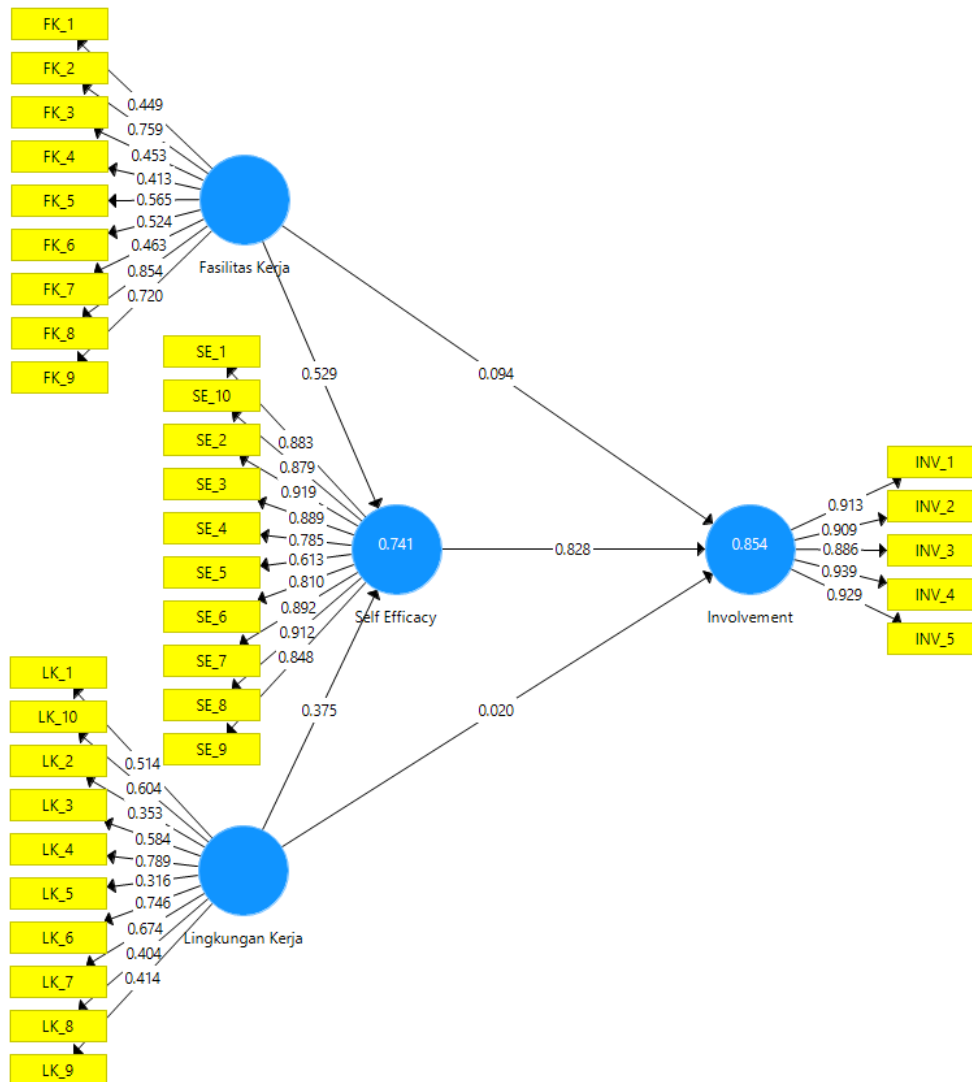 FK_1
FK_2
FK_3
FK_4
FK_5
FK_6
FK_7
FK_8
FK_9
0.449
0.759
0.453
0.413
0.565
0.524
0.463
0.854
0.720
Fasilitas Kerja
0.529
0.094
SE_1
SE_10
SE_2
SE_3
SE_4
SE_5
SE_6
SE_7
SE_8
SE_9
0.883
0.879
0.919
0.889
0.785
0.613
0.810
0.892
0.912
0.848
0.741
Self Efficacy
0.828
0.854
Involvement
0.913
0.909
0.886
0.939
0.929
INV_1
INV_2
INV_3
INV_4
INV_5
0.375
0.020
LK_1
LK_10
LK_2
LK_3
LK_4
LK_5
LK_6
LK_7
LK_8
LK_9
0.514
0.604
0.353
0.584
0.789
0.316
0.746
0.674
0.404
0.414
Lingkungan Kerja